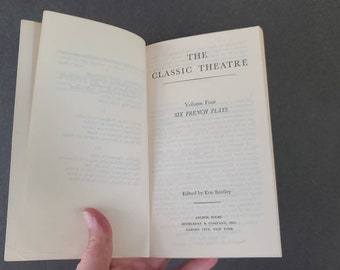 THE
CLASSIC THEATRE
Volume Four
SIX FRENCH PLAYS
Edited by Eric Bentley
ANCHOR BOOKS
DOUBLEDAY & COMPANY, INC.
GARDEN CITY, NEW YORK